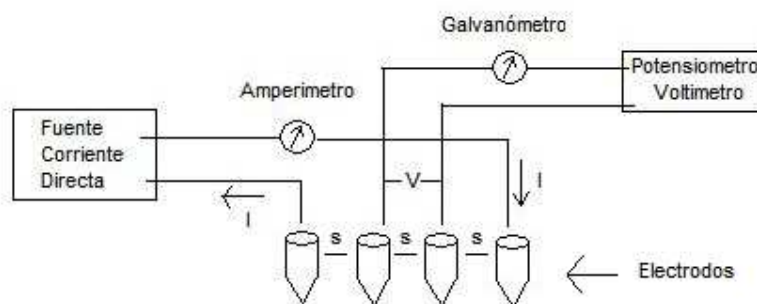 Galvanómetro
Potensiometro
Voltimetro
Amperimetro
Fuente
Corriente
Directa
V
I
I
s
s
s
Electrodos